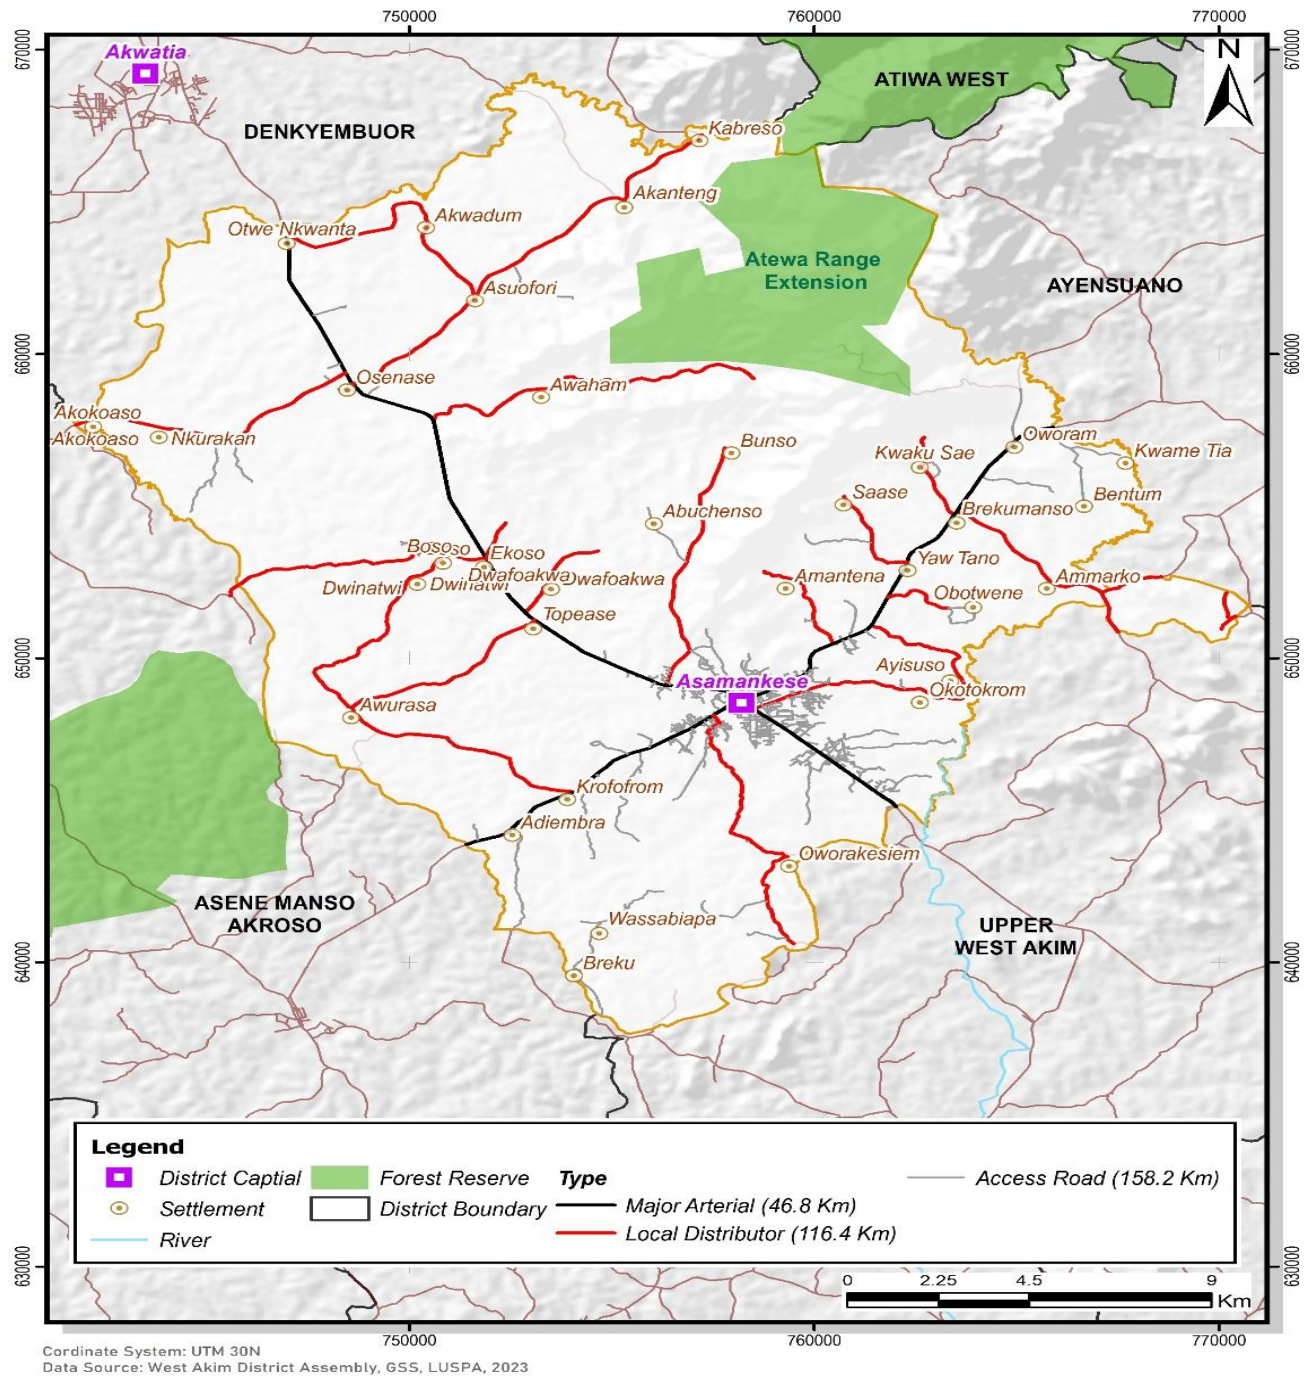 750000
760000
770000
670000
670000
Akwatia
N
ATIWA WEST
DENKYEMBUOR
Kabreso
Akanteng
Akwadum
Otwe Nkwanta
Atewa Range
Extension
AYENSUANO
Asuofori
660000
660000
Osenase
Awaham
Akokoaso
Akokoaso
Nkurakan
Bunso
Oworam
Kwaku Sae
Kwame Tia
Saase
Bentum
Abuchenso
Brekumanso
Bososo
Ekoso
Yaw Tano
Dwinatwi
Dwinatwi
Dwafoakwa
Dwafoakwa
Amantena
Ammarko
Obotwene
Topease
650000
650000
Ayisuso
Asamankese
Okotokrom
Awurasa
Krofofrom
Adiembra
Oworakesiem
ASENE MANSO
AKROSO
Wassabiapa
UPPER
WEST AKIM
Breku
640000
640000
Legend
District Captial
Forest Reserve
Type
Access Road (158.2 Km)
Settlement
District Boundary
Major Arterial (46.8 Km)
River
Local Distributor (116.4 Km)
630000
630000
0 2.25 4.5 9
Km
750000
760000
770000
Cordinate System: UTM 30N
Data Source: West Akim District Assembly, GSS, LUSPA, 2023